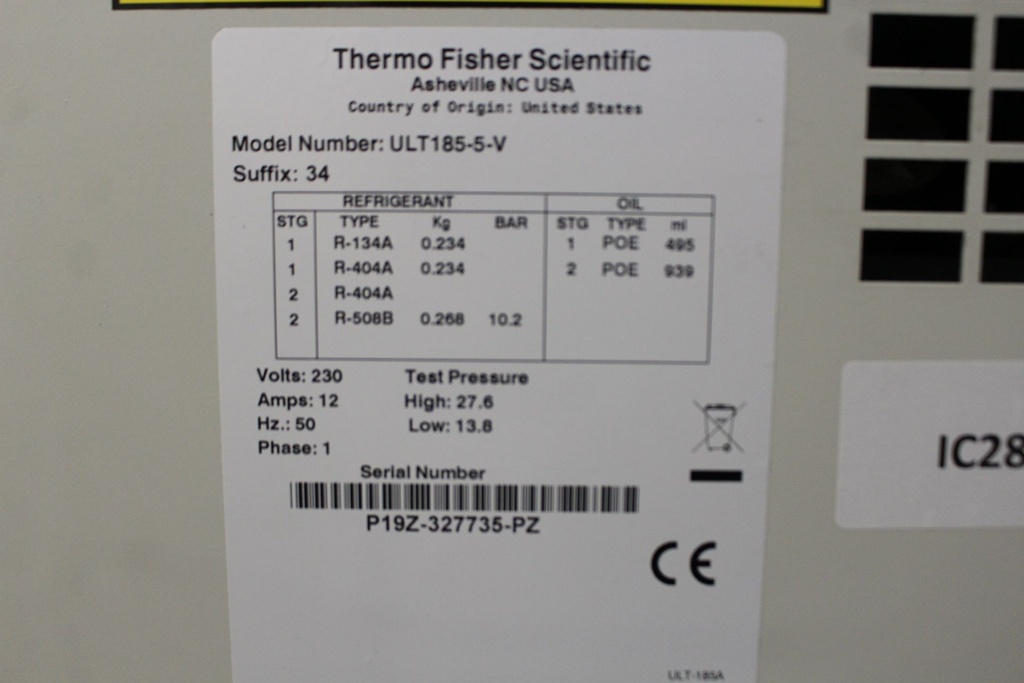 Thermo Fisher Scientific
Asheville NC USA
Country of Origin: United States
Model Number: ULT185-5-V
Suffix: 34
REFRIGERANT OIL
STG TYPE Kg BAR STG TYPE ml
1 R-134A 0.234 1 POE 495
1 R-404A 0.234 2 POE 939
2 R-404A
2 R-508B 0.268 10.2
Volts: 230 Test Pressure
Amps: 12 High: 27.6
Hz.: 50 Low: 13.8
Phase: 1
Serial Number
P19Z-327735-PZ
CE
ULT-185A
IC28